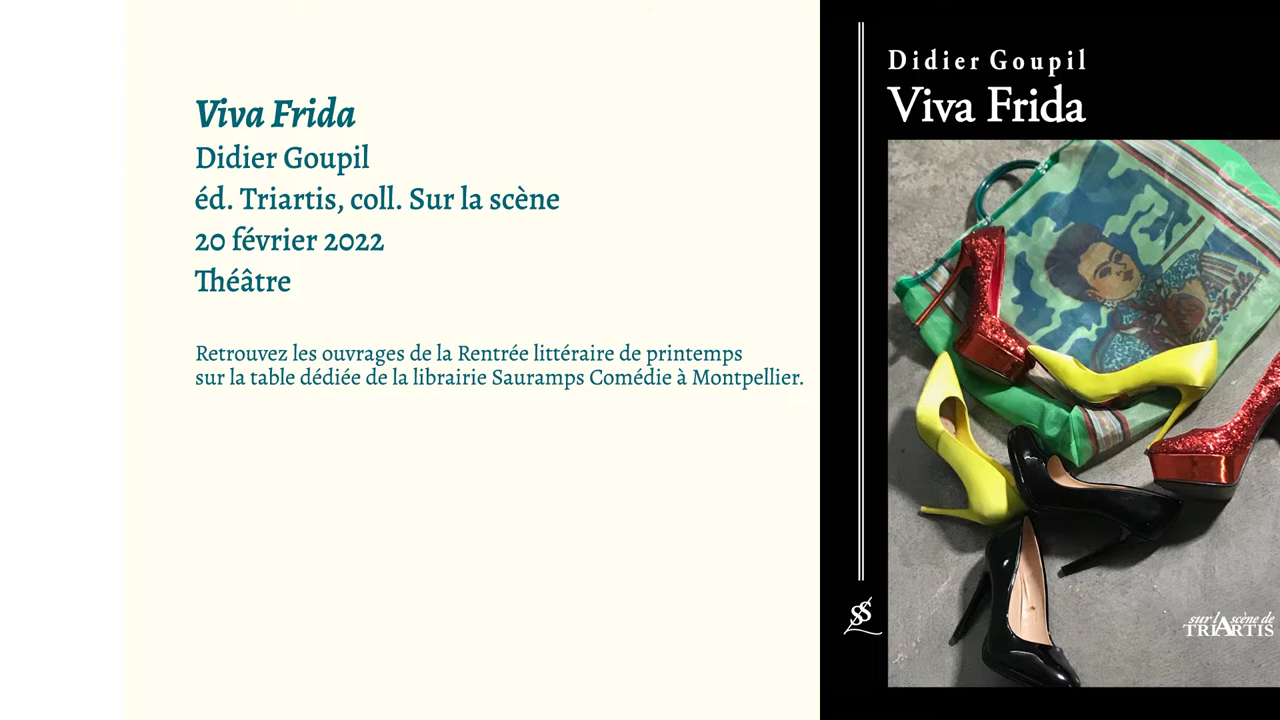 Viva Frida
Didier Goupil
éd. Triartis, coll. Sur la scène
20 février 2022
Théâtre
Retrouvez les ouvrages de la Rentrée littéraire de printemps
sur la table dédiée de la librairie Sauramps Comédie à Montpellier.
Didier Goupil
Viva Frida
sur la scène de
TRIARTIS